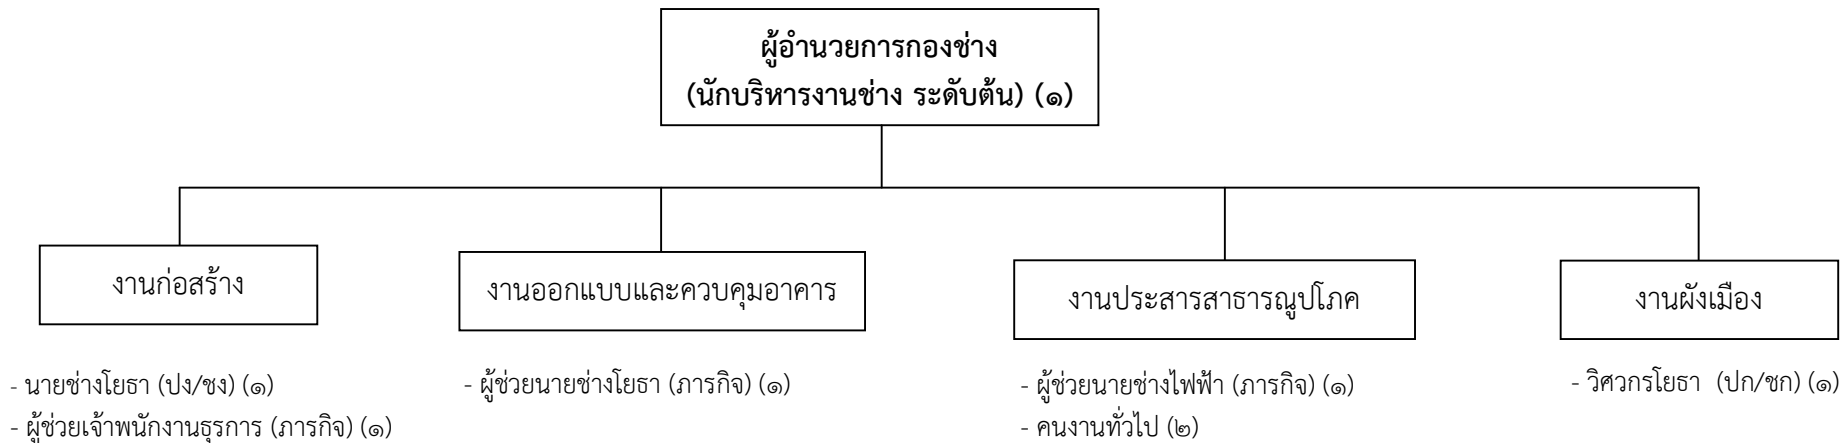 ผู้อำนวยการกองช่าง
(นักบริหารงานช่าง ระดับต้น) (๑)
งานก่อสร้าง
- นายช่างโยธา (ปง/ชง) (๑)
- ผู้ช่วยเจ้าพนักงานธุรการ (ภารกิจ) (๑)
งานออกแบบและควบคุมอาคาร
- ผู้ช่วยนายช่างโยธา (ภารกิจ) (๑)
งานประสารสาธารณูปโภค
- ผู้ช่วยนายช่างไฟฟ้า (ภารกิจ) (๑)
- คนงานทั่วไป (๒)
งานผังเมือง
- วิศวกรโยธา (ปก/ชก) (๑)